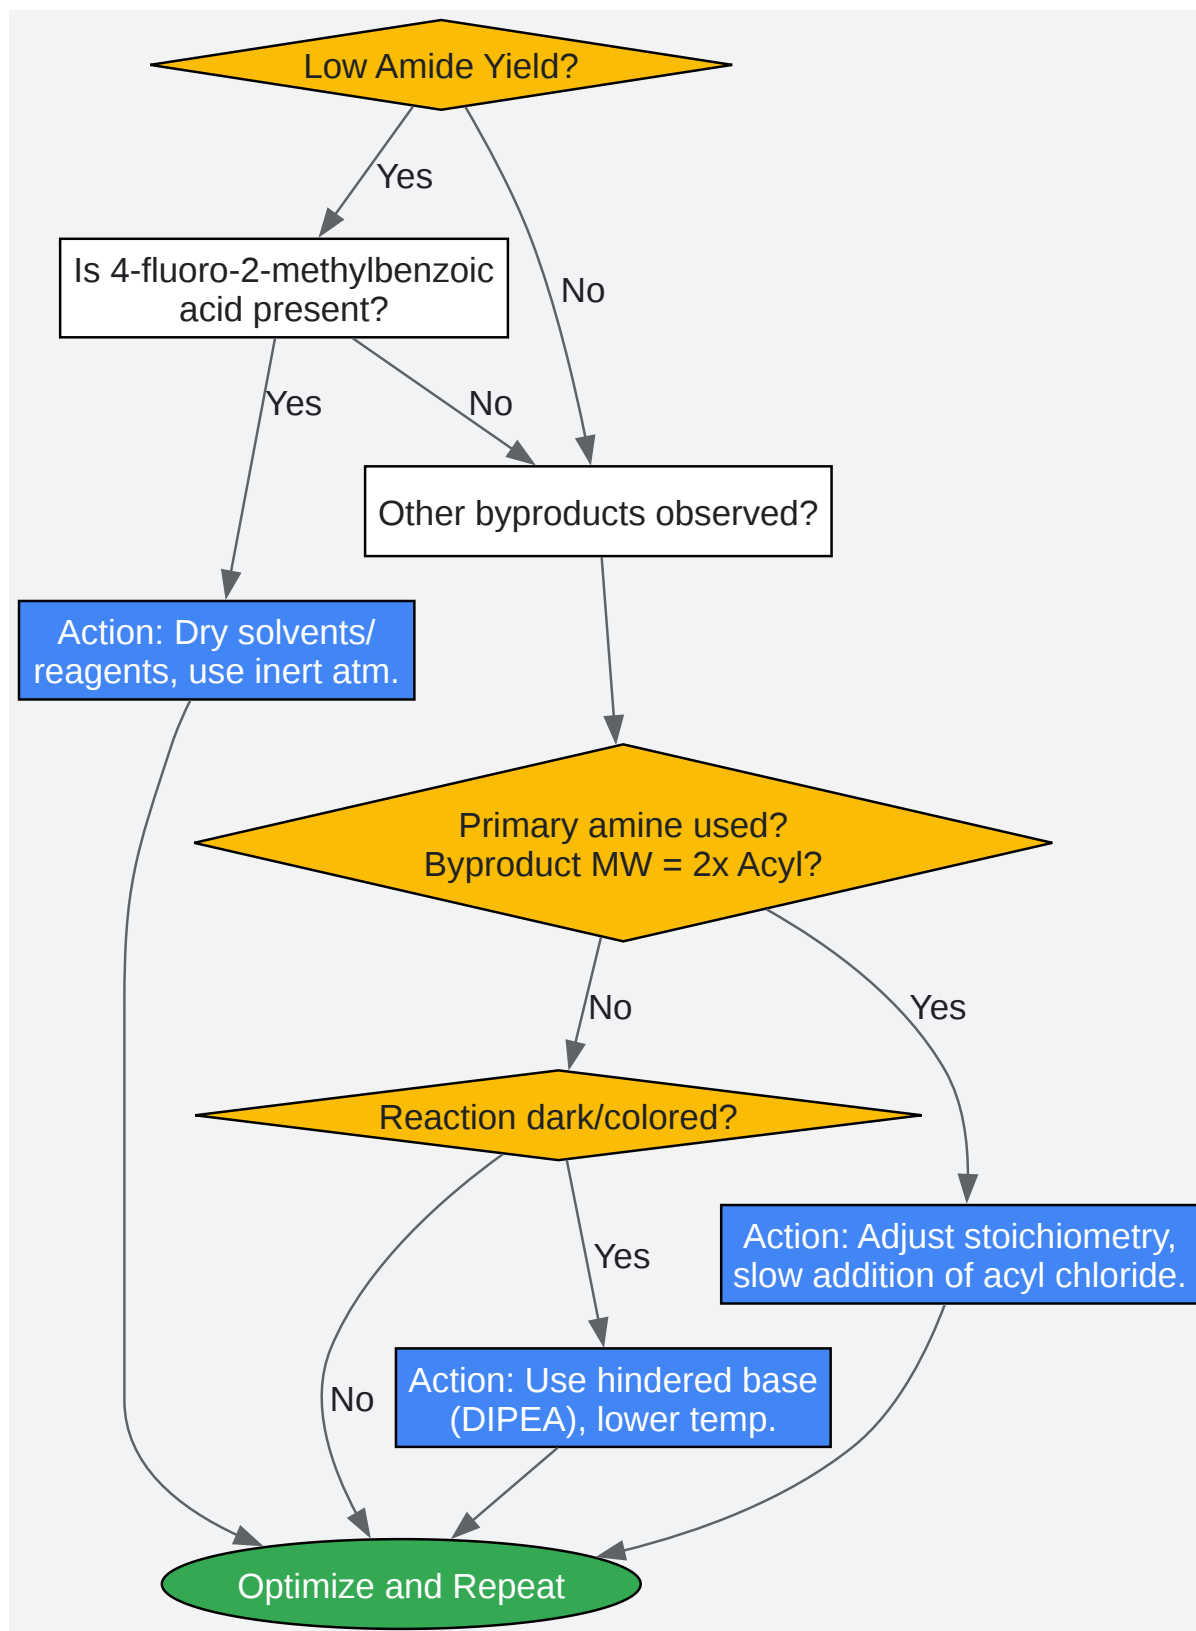 Low Amide Yield?
Yes
No
Is 4-fluoro-2-methylbenzoic
acid present?
Yes
No
Other byproducts observed?
Action: Dry solvents/
reagents, use inert atm.
Primary amine used?
Byproduct MW = 2x Acyl?
No
Yes
Reaction dark/colored?
Yes
No
Action: Adjust stoichiometry,
slow addition of acyl chloride.
Action: Use hindered base
(DIPEA), lower temp.
Optimize and Repeat